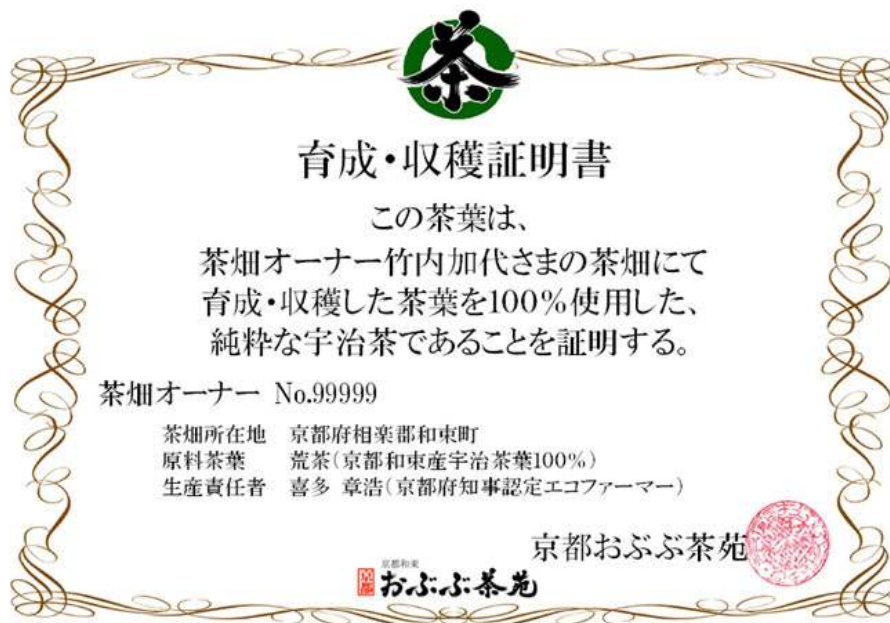 茶
育成・収穫証明書
この茶葉は、
茶畑オーナー竹内加代さまの茶畑にて
育成・収穫した茶葉を100%使用した、
純粋な宇治茶であることを証明する。
茶畑オーナー No.99999
茶畑所在地 京都府相楽郡和束町
原料茶葉 荒茶(京都和束産宇治茶葉100%)
生産責任者 喜多 章浩(京都府知事認定エコファーマー)
京都おぶぶ茶苑
京都和束
おぶぶ茶苑